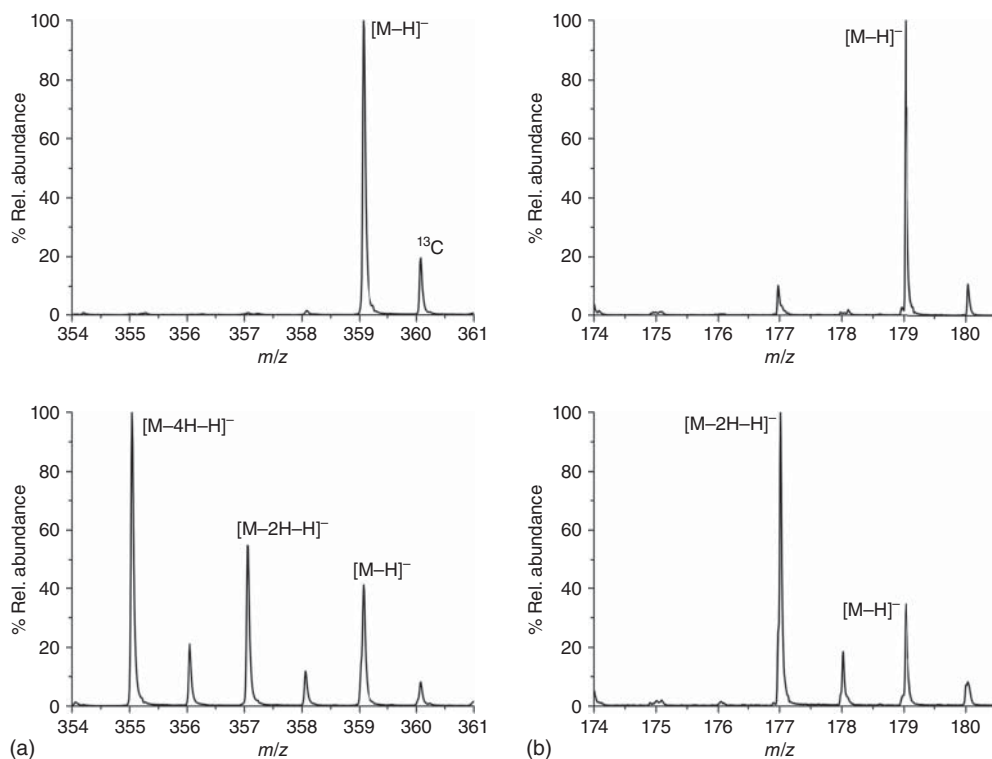 % Rel. abundance
100
80
60
40
20
0
[M–H]⁻
¹³C
354 355 356 357 358 359 360 361
m/z
% Rel. abundance
100
80
60
40
20
0
[M–H]⁻
174 175 176 177 178 179 180
m/z
% Rel. abundance
100
80
60
40
20
0
[M–4H–H]⁻
[M–2H–H]⁻
[M–H]⁻
354 355 356 357 358 359 360 361
m/z
(a)
% Rel. abundance
100
80
60
40
20
0
[M–2H–H]⁻
[M–H]⁻
174 175 176 177 178 179 180
m/z
(b)